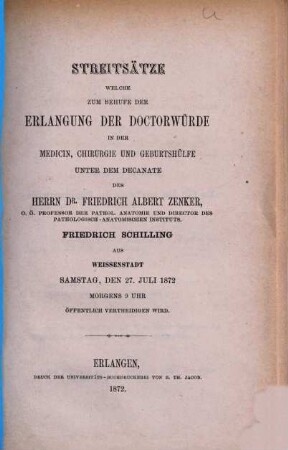 STREITSÄTZE
WELCHE
ZUM BEHUFE DER
ERLANGUNG DER DOCTORWÜRDE
IN DER
MEDICIN, CHIRURGIE UND GEBURTSHÜLFE
UNTER DEM DECANATE
DES
HERRN DR. FRIEDRICH ALBERT ZENKER,
O. Ö. PROFESSOR DER PATHOL. ANATOMIE UND DIRECTOR DES
PATHOLOGISCH-ANATOMISCHEN INSTITUTS.
FRIEDRICH SCHILLING
AUS
WEISSENSTADT
SAMSTAG, DEN 27. JULI 1872
MORGENS 9 UHR
ÖFFENTLICH VERTHEIDIGEN WIRD.
ERLANGEN,
DRUCK DER UNIVERSITÄTS-BUCHDRUCKEREI VON E. TH. JACOB.
1872.